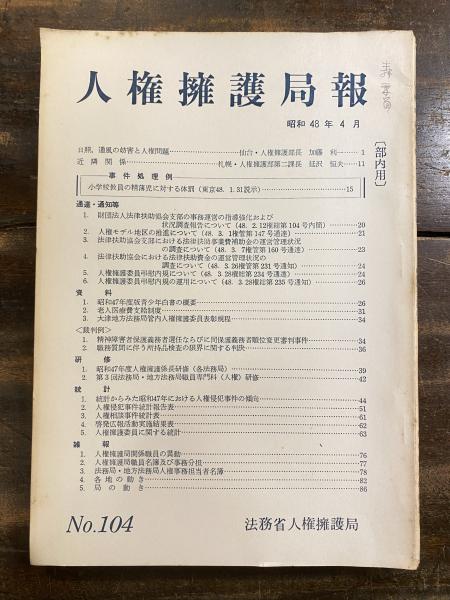 人権擁護局報
昭和 48 年 4 月
〔部内用〕
日照、通風の妨害と人権問題……仙台・人権擁護部長 加藤 利……1
近隣関係……札幌・人権擁護部第二課長 延沢 恒夫……11
事件処理例
小学校教員の精薄児に対する体罰(東京48. 1.31説示)……15
通達・通知等
1. 財団法人法律扶助協会支部の事務運営の指導強化および
状況調査報告について(48. 2.12権総第104号内簡)……20
2. 人権モデル地区の推進について(48. 3. 1権管第147号通達)……21
3. 法律扶助協会支部における法律扶助事業費補助金の運営管理状況
の調査について(48. 3. 7権管第160号通達)……23
4. 法律扶助協会における法律扶助費金の運営管理状況の
調査について(48. 3.26権管第231号通知)……24
5. 人権擁護委員弔慰内規について(48. 3.28権総第234号通達)……24
6. 人権擁護委員弔慰内規の運用について(48. 3.28権総第235号通知)……26
資料
1. 昭和47年度版青少年白書の概要……26
2. 老人医療費支給制度……31
3. 大津地方法務局管内人権擁護委員表彰規程……34
<裁判例>
1. 精神障害者保護義務者選任ならびに同保護義務者順位変更審判事件……34
2. 職務質問に伴う所持品検査の限界に関する判決……36
研修
1. 昭和47年度人権擁護係長研修(各法務局)……39
2. 第3回法務局・地方法務局職員専門科(人権)研修……42
統計
1. 統計からみた昭和47年における人権侵犯事件の傾向……44
2. 人権侵犯事件統計報告表……51
3. 人権相談事件統計表……61
4. 啓発広報活動実施結果表……62
5. 人権擁護委員に関する統計……63
雑報
1. 人権擁護局関係職員の異動……76
2. 人権擁護局職員名簿及び事務分担……77
3. 法務局・地方法務局人権事務担当者名簿……78
4. 各地の動き……82
5. 局の動き……86
No.104
法務省人権擁護局